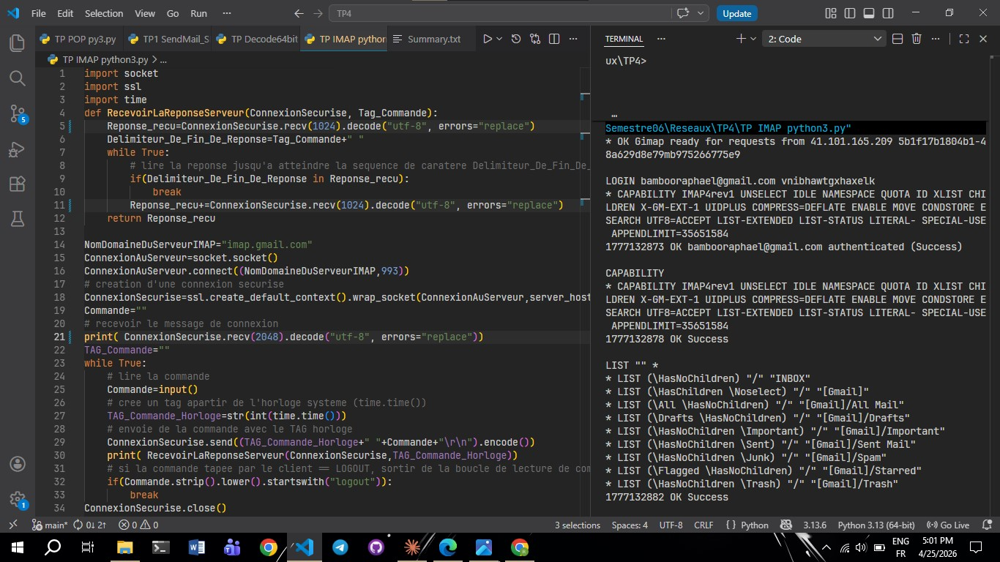 File Edit Selection View Go Run ··· TP4 Update
TP POP py3.py TP1 SendMail_S TP Decode64bit TP IMAP python Summary.txt
TP IMAP python3.py > ...
1 import socket
2 import ssl
3 import time
4 def RecevoirLaReponseServeur(ConnexionSecurise, Tag_Commande):
5 Reponse_recu=ConnexionSecurise.recv(1024).decode("utf-8", errors="replace")
6 Delimiteur_De_Fin_De_Reponse=Tag_Commande+" "
7 while True:
8 # lire la reponse jusqu'a atteindre la sequence de caratere Delimiteur_De_Fin_De_
9 if(Delimiteur_De_Fin_De_Reponse in Reponse_recu):
10 break
11 Reponse_recu+=ConnexionSecurise.recv(1024).decode("utf-8", errors="replace")
12 return Reponse_recu
13
14 NomDomaineDuServeurIMAP="imap.gmail.com"
15 ConnexionAuServeur=socket.socket()
16 ConnexionAuServeur.connect((NomDomaineDuServeurIMAP,993))
17 # creation d'une connexion securise
18 ConnexionSecurise=ssl.create_default_context().wrap_socket(ConnexionAuServeur,server_host
19 Commande=""
20 # recevoir le message de connexion
21 print( ConnexionSecurise.recv(2048).decode("utf-8", errors="replace"))
22 TAG_Commande=""
23 while True:
24 # lire la commande
25 Commande=input()
26 # cree un tag apartir de l'horloge systeme (time.time())
27 TAG_Commande_Horloge=str(int(time.time()))
28 # envoie de la commande avec le TAG horloge
29 ConnexionSecurise.send((TAG_Commande_Horloge+" "+Commande+"\r\n").encode())
30 print( RecevoirLaReponseServeur(ConnexionSecurise,TAG_Commande_Horloge))
31 # si la commande tapee par le client == LOGOUT, sortir de la boucle de lecture de com
32 if(Commande.strip().lower().startswith("logout")):
33 break
34 ConnexionSecurise.close()
TERMINAL ··· 2: Code
ux\TP4>
...
Semestre06\Reseaux\TP4\TP IMAP python3.py"
* OK Gimap ready for requests from 41.101.165.209 5b1f17b1804b1-4
8a629d8e79mb975266775e9
LOGIN bambooraphael@gmail.com vnibhawtgxhaxelk
* CAPABILITY IMAP4rev1 UNSELECT IDLE NAMESPACE QUOTA ID XLIST CHI
LDREN X-GM-EXT-1 UIDPLUS COMPRESS=DEFLATE ENABLE MOVE CONDSTORE E
SEARCH UTF8=ACCEPT LIST-EXTENDED LIST-STATUS LITERAL- SPECIAL-USE
APPENDLIMIT=35651584
1777132873 OK bambooraphael@gmail.com authenticated (Success)
CAPABILITY
* CAPABILITY IMAP4rev1 UNSELECT IDLE NAMESPACE QUOTA ID XLIST CHI
LDREN X-GM-EXT-1 UIDPLUS COMPRESS=DEFLATE ENABLE MOVE CONDSTORE E
SEARCH UTF8=ACCEPT LIST-EXTENDED LIST-STATUS LITERAL- SPECIAL-USE
APPENDLIMIT=35651584
1777132878 OK Success
LIST "" *
* LIST (\HasNoChildren) "/" "INBOX"
* LIST (\HasChildren \Noselect) "/" "[Gmail]"
* LIST (\All \HasNoChildren) "/" "[Gmail]/All Mail"
* LIST (\Drafts \HasNoChildren) "/" "[Gmail]/Drafts"
* LIST (\HasNoChildren \Important) "/" "[Gmail]/Important"
* LIST (\HasNoChildren \Sent) "/" "[Gmail]/Sent Mail"
* LIST (\HasNoChildren \Junk) "/" "[Gmail]/Spam"
* LIST (\Flagged \HasNoChildren) "/" "[Gmail]/Starred"
* LIST (\HasNoChildren \Trash) "/" "[Gmail]/Trash"
1777132882 OK Success
5
1
main* 0↓ 2↑ 0 0 3 selections Spaces: 4 UTF-8 CRLF {} Python 3.13.6 Python 3.13 (64-bit) Go Live
ENG 5:01 PM
FR 4/25/2026